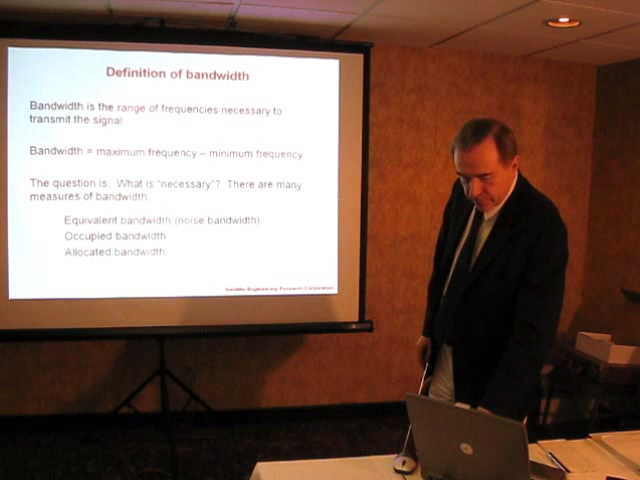 Definition of bandwidth
Bandwidth is the range of frequencies necessary to
transmit the signal
Bandwidth = maximum frequency – minimum frequency
The question is, What is "necessary"? There are many
measures of bandwidth.
Equivalent bandwidth (noise bandwidth)
Occupied bandwidth
Allocated bandwidth
Satellite Engineering Research Corporation